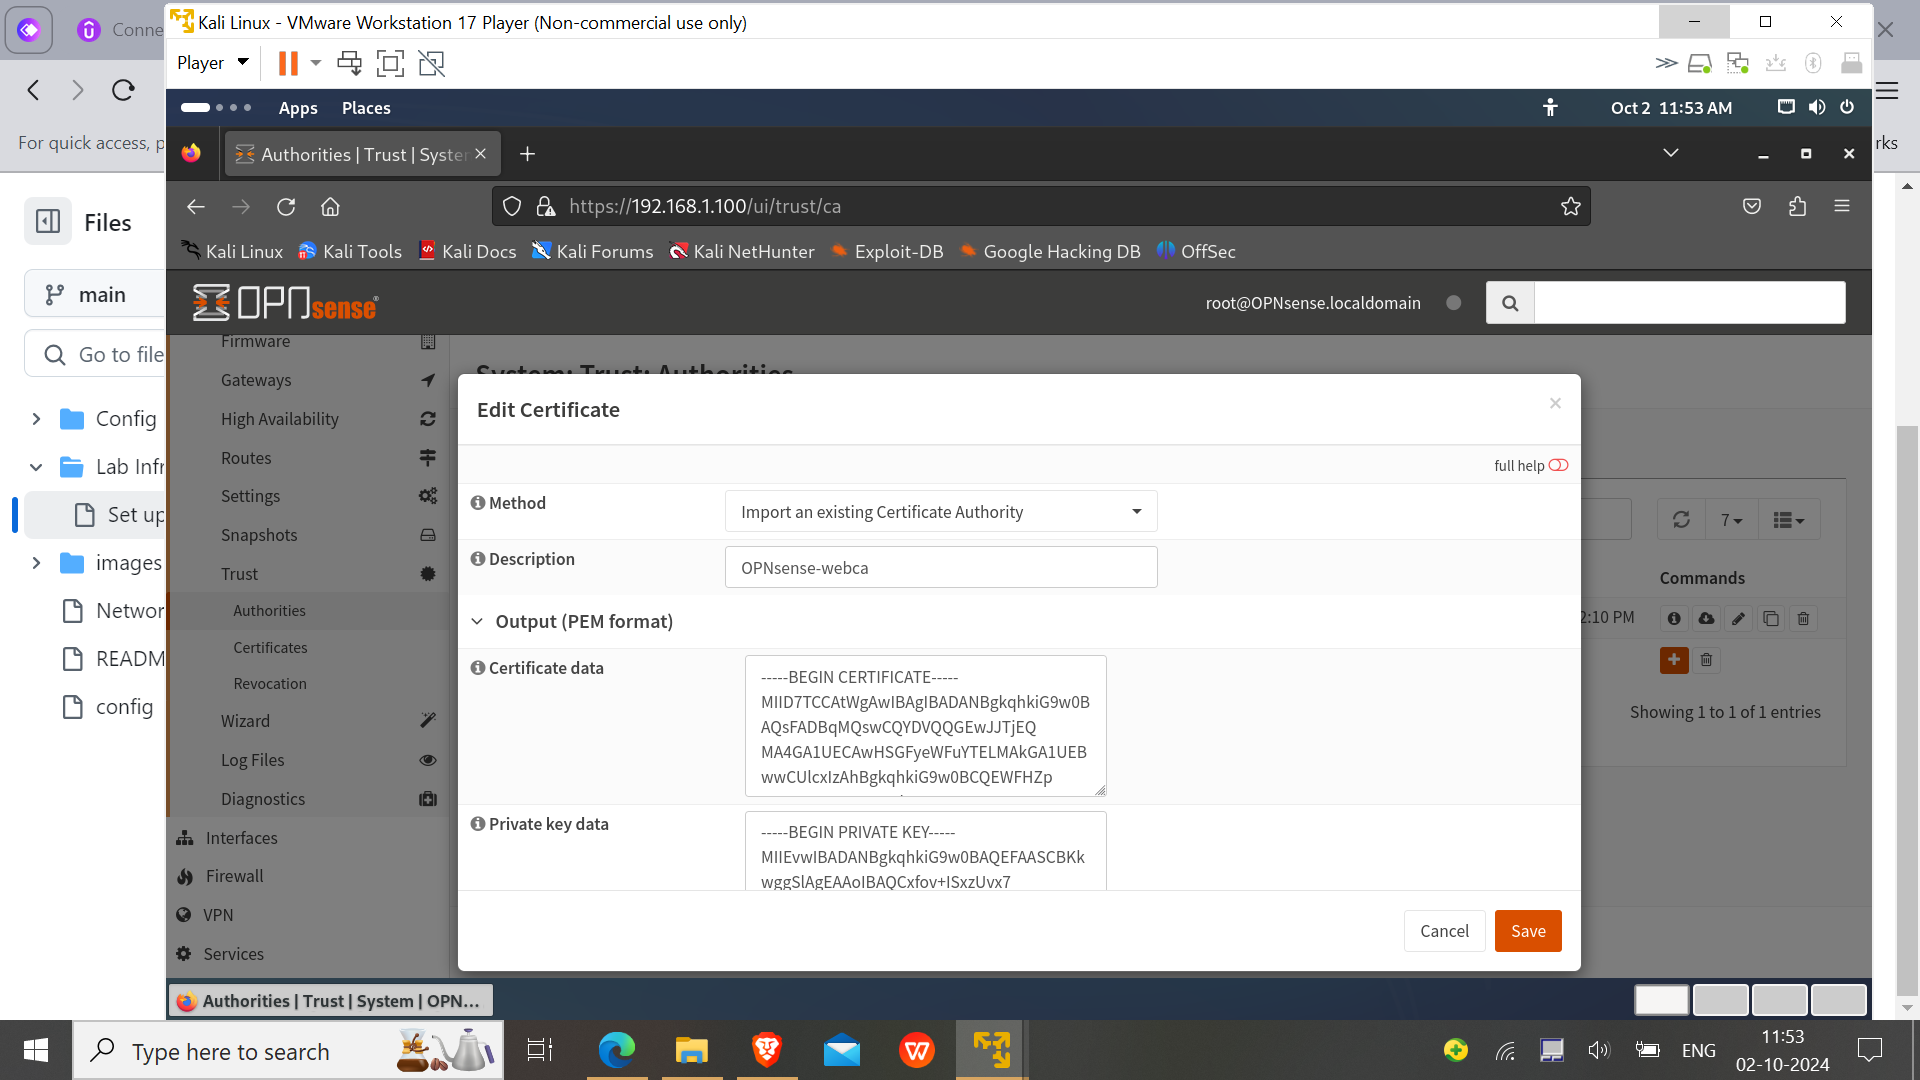 Kali Linux - VMware Workstation 17 Player (Non-commercial use only)
Conne
Player
For quick access, p
rks
Apps
Places
Oct 2 11:53 AM
Authorities | Trust | Syster
https://192.168.1.100/ui/trust/ca
Kali Linux
Kali Tools
Kali Docs
Kali Forums
Kali NetHunter
Exploit-DB
Google Hacking DB
OffSec
OPNsense
root@OPNsense.localdomain
Files
main
Go to file
Config
Lab Infr
Set up
images
Networ
READM
config
Firmware
Gateways
High Availability
Routes
Settings
Snapshots
Trust
Authorities
Certificates
Revocation
Wizard
Log Files
Diagnostics
Interfaces
Firewall
VPN
Services
System: Trust: Authorities
Edit Certificate
×
full help
Method
Import an existing Certificate Authority
Description
OPNsense-webca
Output (PEM format)
Certificate data
-----BEGIN CERTIFICATE-----
MIID7TCCAtWgAwIBAgIBADANBgkqhkiG9w0B
AQsFADBqMQswCQYDVQQGEwJJTjEQ
MA4GA1UECAwHSGFyeWFuYTELMAkGA1UEB
wwCUlcxIzAhBgkqhkiG9w0BCQEWFHZp
Private key data
-----BEGIN PRIVATE KEY-----
MIIEvwIBADANBgkqhkiG9w0BAQEFAASCBKk
wggSlAgEAAoIBAQCxfov+ISxzUvx7
Cancel
Save
7
Commands
2:10 PM
Showing 1 to 1 of 1 entries
Authorities | Trust | System | OPN...
Type here to search
ENG
11:53
02-10-2024